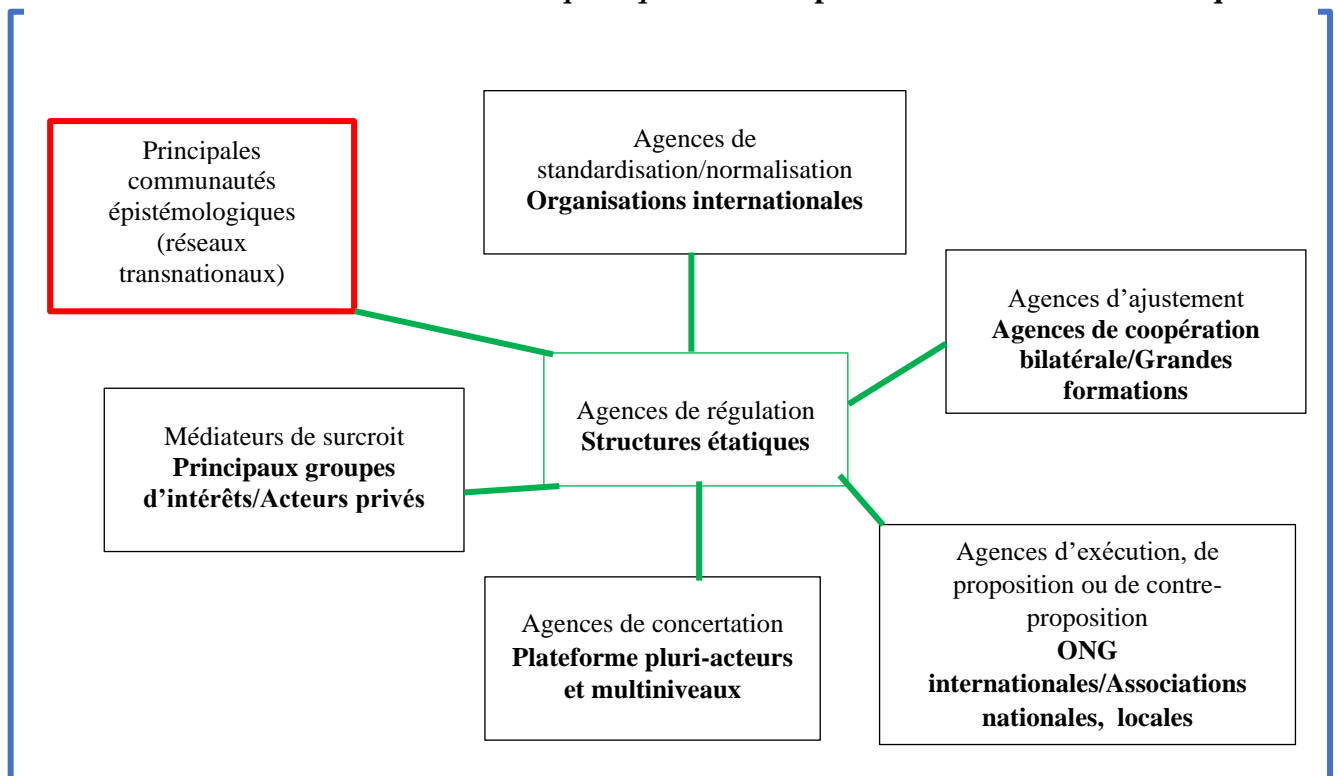 Principales
communautés
épistémologiques
(réseaux
transnationaux)
Agences de
standardisation/normalisation
Organisations internationales
Agences d’ajustement
Agences de coopération
bilatérale/Grandes
formations
Agences de régulation
Structures étatiques
Médiateurs de surcroit
Principaux groupes
d’intérêts/Acteurs privés
Agences de concertation
Plateforme pluri-acteurs
et multiniveaux
Agences d’exécution, de
proposition ou de contre-
proposition
ONG
internationales/Associations
nationales, locales